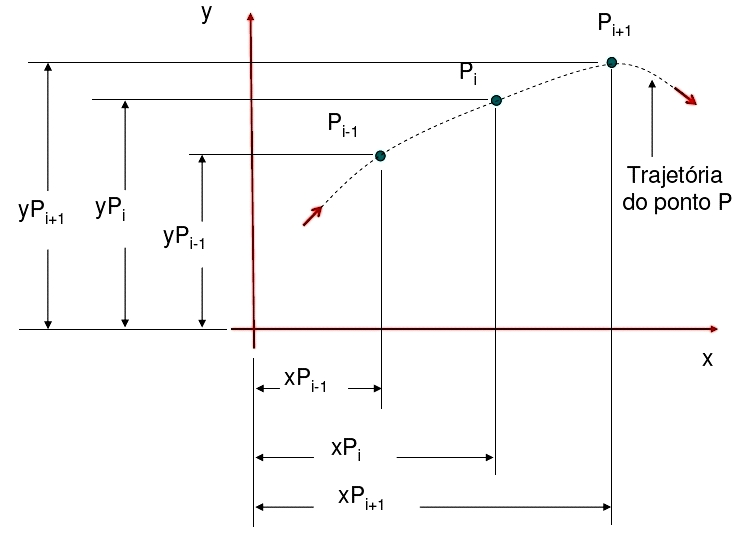 y
P i+1
P i
P i-1
Trajetória
do ponto P
yP i+1
yP i
yP i-1
x
xP i-1
xP i
xP i+1